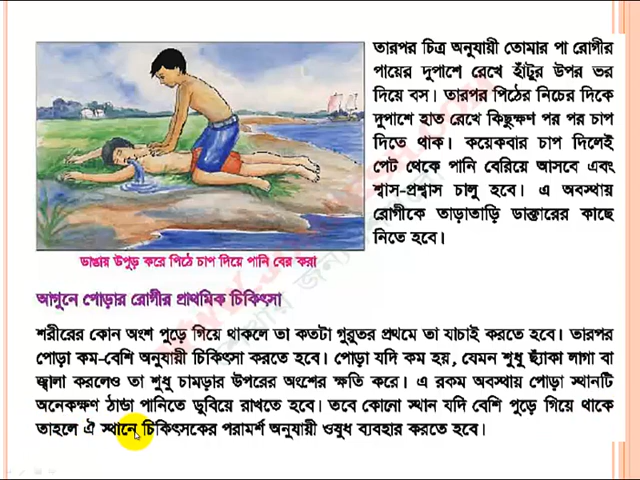 তারপর চিত্র অনুযায়ী তোমার পা রোগীর
পায়ের দুপাশে রেখে হাঁটুর উপর ভর
দিয়ে বস। তারপর পিঠের নিচের দিকে
দুপাশে হাত রেখে কিছুক্ষণ পর পর চাপ
দিতে থাক। কয়েকবার চাপ দিলেই
পেট থেকে পানি বেরিয়ে আসবে এবং
শ্বাস-প্রশ্বাস চালু হবে। এ অবস্থায়
রোগীকে তাড়াতাড়ি ডাক্তারের কাছে
নিতে হবে।
ডাঙায় উপুড় করে পিঠে চাপ দিয়ে পানি বের করা
আগুনে পোড়ার রোগীর প্রাথমিক চিকিৎসা
শরীরের কোন অংশ পুড়ে গিয়ে থাকলে তা কতটা গুরুতর প্রথমে তা যাচাই করতে হবে। তারপর
পোড়া কম-বেশি অনুযায়ী চিকিৎসা করতে হবে। পোড়া যদি কম হয়, যেমন শুধু ছ্যাঁকা লাগা বা
জ্বালা করলেও তা শুধু চামড়ার উপরের অংশের ক্ষতি করে। এ রকম অবস্থায় পোড়া স্থানটি
অনেকক্ষণ ঠান্ডা পানিতে ডুবিয়ে রাখতে হবে। তবে কোনো স্থান যদি বেশি পুড়ে গিয়ে থাকে
তাহলে ঐ স্থানে চিকিৎসকের পরামর্শ অনুযায়ী ওষুধ ব্যবহার করতে হবে।